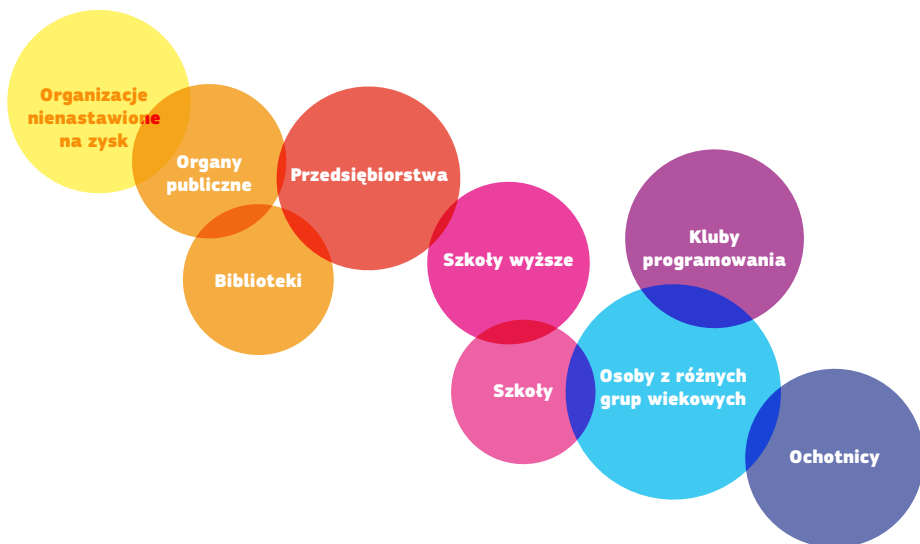 Organizacje
nienastawione
na zysk
Organy
publiczne
Przedsiębiorstwa
Biblioteki
Szkoły wyższe
Kluby
programowania
Szkoły
Osoby z różnych
grup wiekowych
Ochotnicy